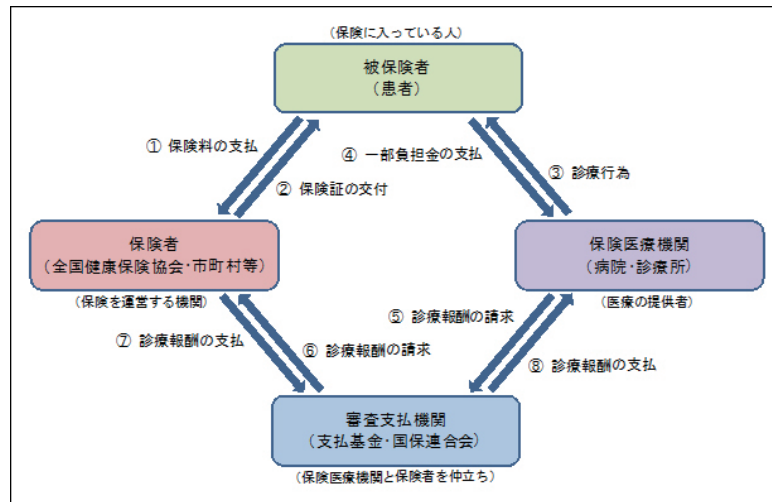 (保険に入っている人)
被保険者
(患者)
① 保険料の支払
④ 一部負担金の支払
③ 診療行為
② 保険証の交付
保険者
(全国健康保険協会・市町村等)
(保険を運営する機関)
保険医療機関
(病院・診療所)
(医療の提供者)
⑤ 診療報酬の請求
⑦ 診療報酬の支払
⑥ 診療報酬の請求
⑧ 診療報酬の支払
審査支払機関
(支払基金・国保連合会)
(保険医療機関と保険者を仲立ち)